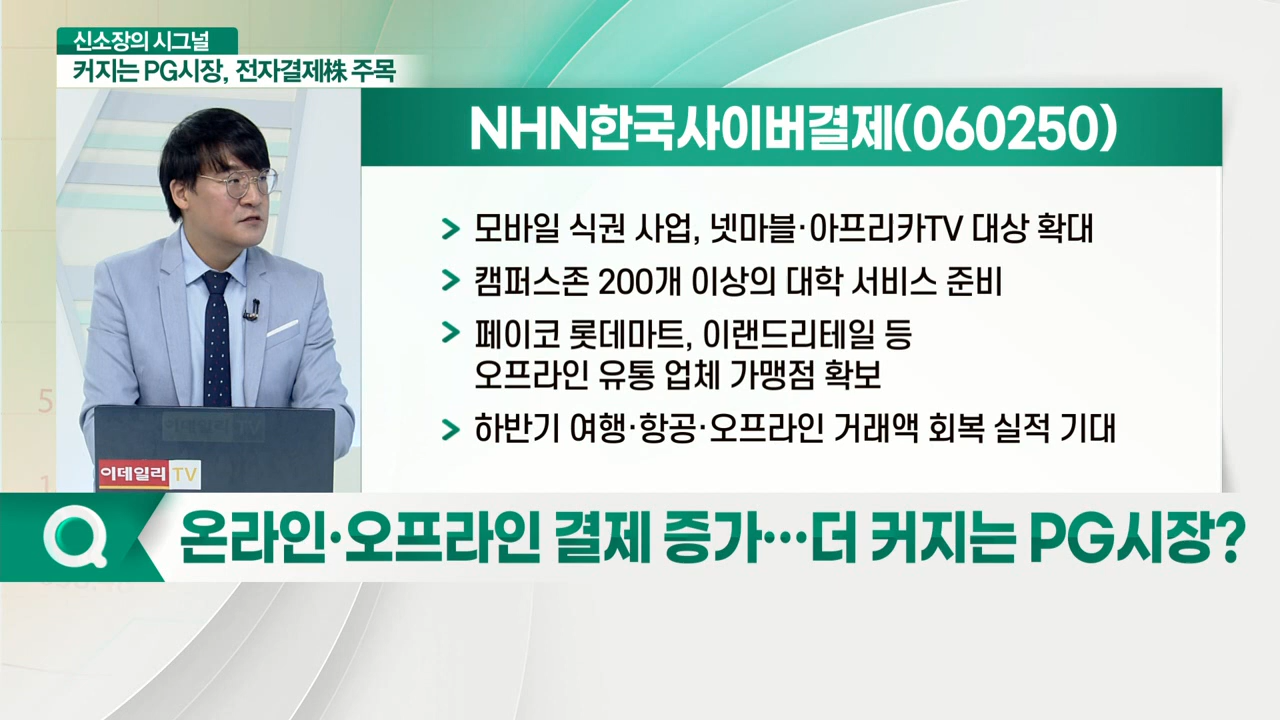 신소장의 시그널
커지는 PG시장, 전자결제株 주목
NHN한국사이버결제(060250)
> 모바일 식권 사업, 넷마블·아프리카TV 대상 확대
> 캠퍼스존 200개 이상의 대학 서비스 준비
> 페이코 롯데마트, 이랜드리테일 등
오프라인 유통 업체 가맹점 확보
> 하반기 여행·항공·오프라인 거래액 회복 실적 기대
이데일리TV
이데일리TV
온라인·오프라인 결제 증가…더 커지는 PG시장?